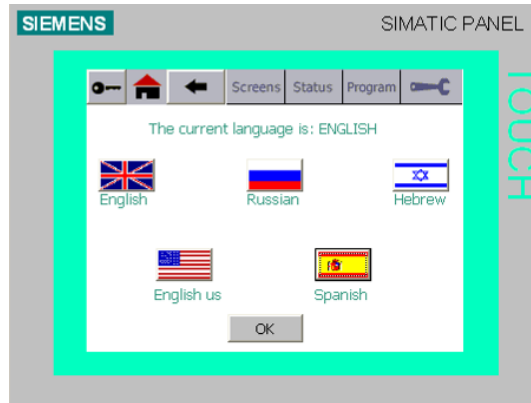 SIEMENS
SIMATIC PANEL
TOUCH
Screens Status Program
The current language is: ENGLISH
English Russian Hebrew
English us Spanish
OK